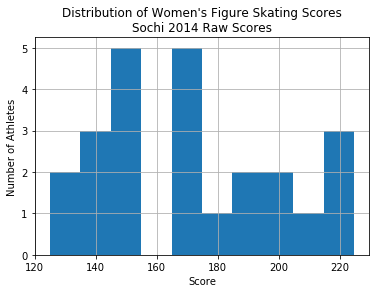 Distribution of Women's Figure Skating Scores
Sochi 2014 Raw Scores
Number of Athletes
5
4
3
2
1
0
120 140 160 180 200 220
Score